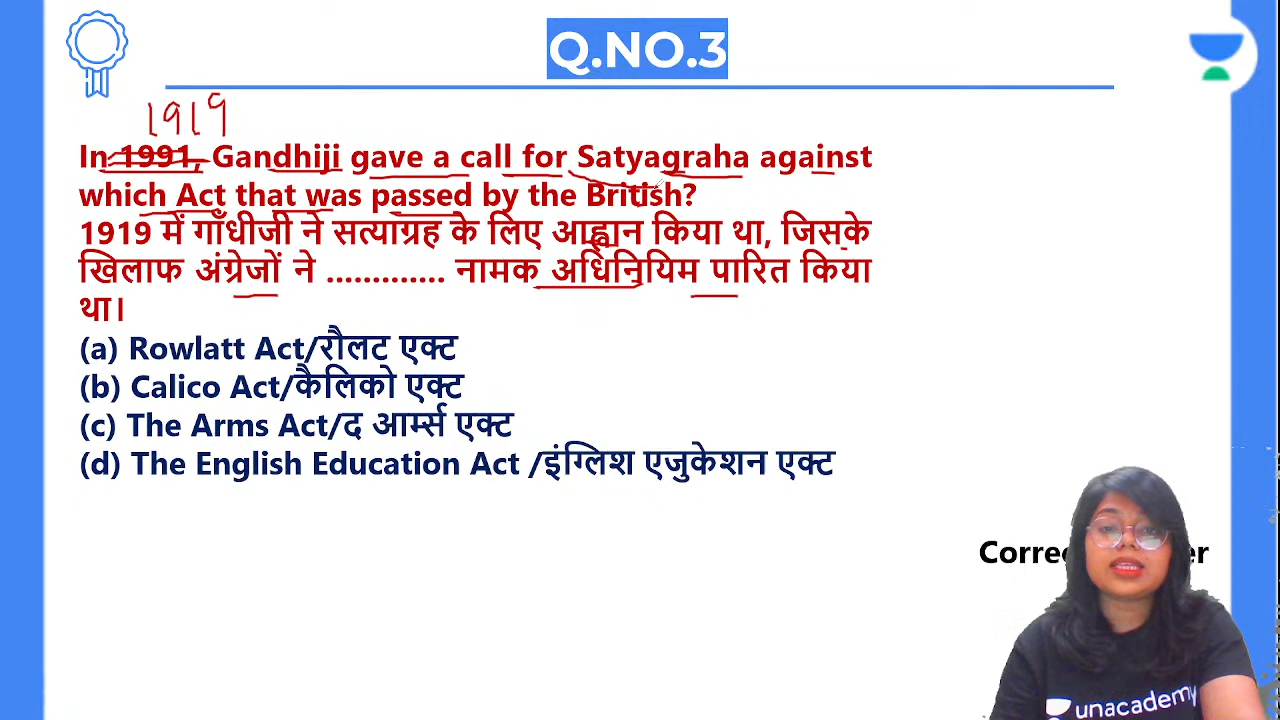 Q.NO.3
1919
In 1991, Gandhiji gave a call for Satyagraha against
which Act that was passed by the British?
1919 में गाँधीजी ने सत्याग्रह के लिए आह्वान किया था, जिसके
खिलाफ अंग्रेजों ने ............. नामक अधिनियिम पारित किया
था।
(a) Rowlatt Act/रौलट एक्ट
(b) Calico Act/कैलिको एक्ट
(c) The Arms Act/द आर्म्स एक्ट
(d) The English Education Act /इंग्लिश एजुकेशन एक्ट
unacademy